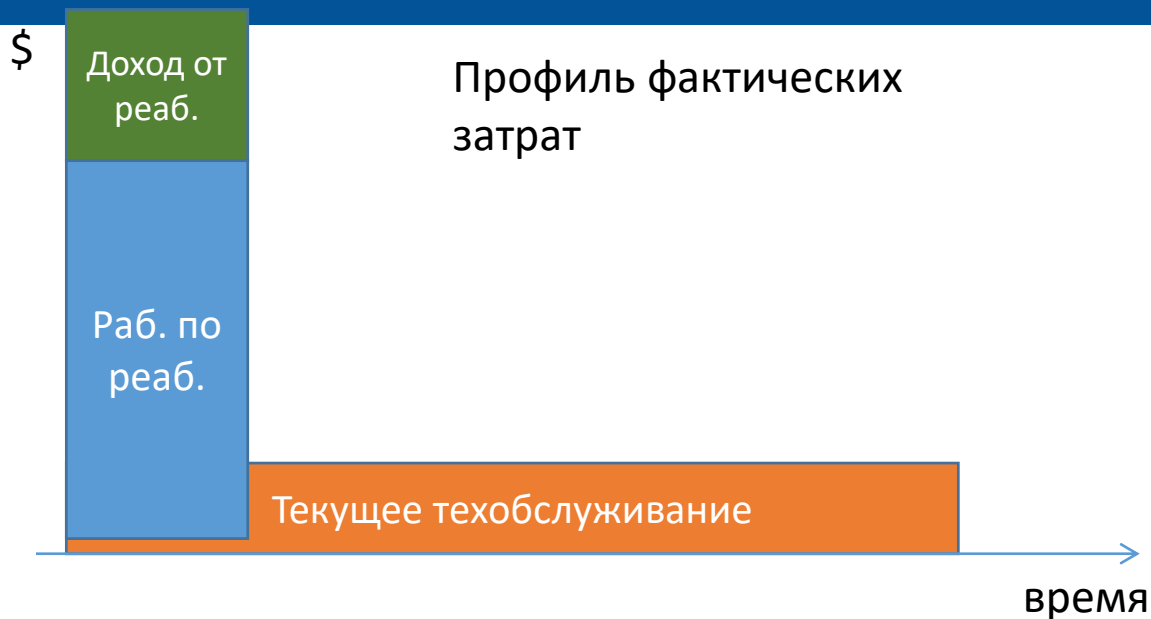 $
Доход от
реаб.
Профиль фактических
затрат
Раб. по
реаб.
Текущее техобслуживание
время